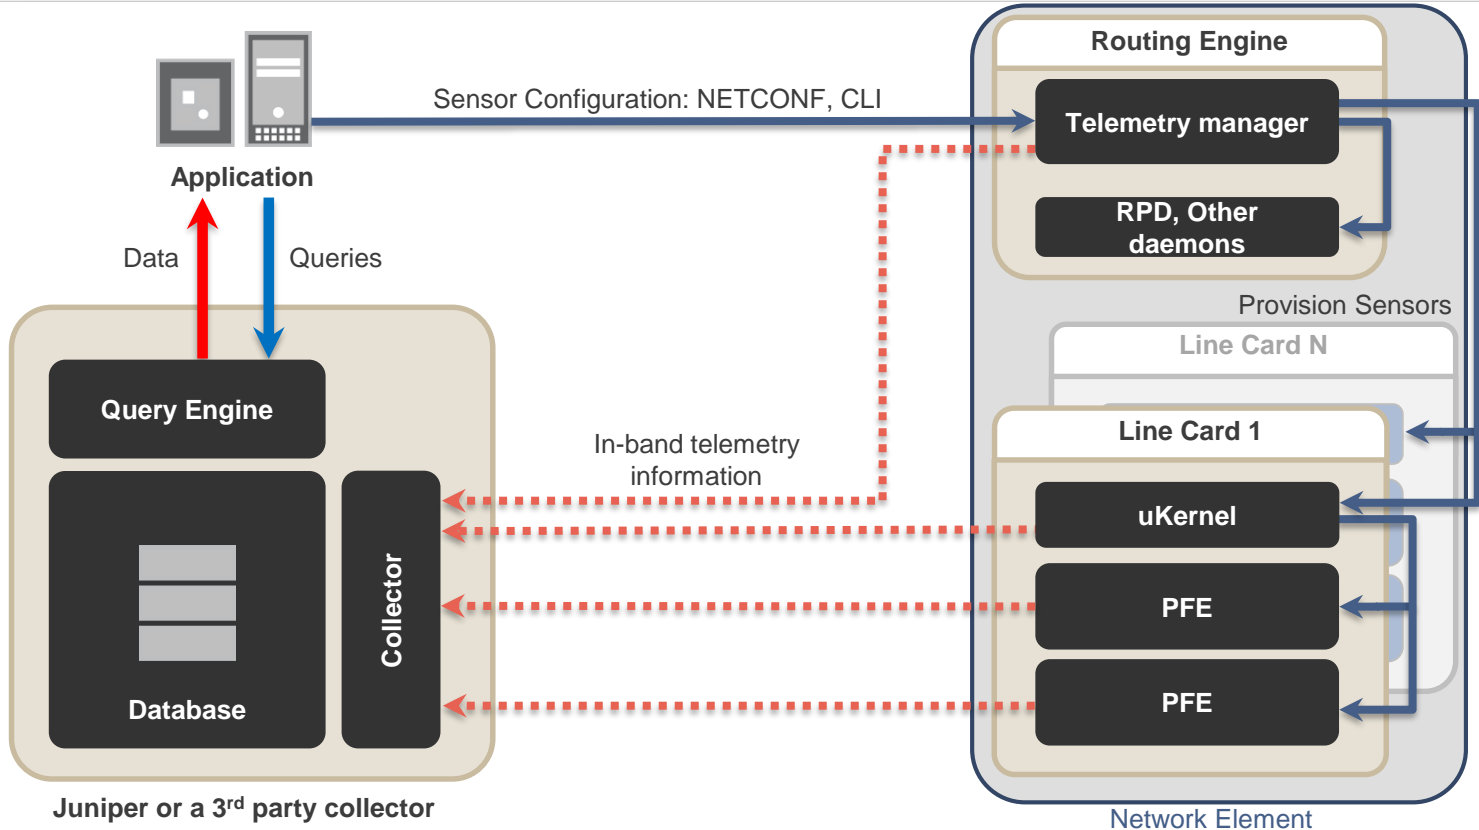 Routing Engine
Sensor Configuration: NETCONF, CLI
Telemetry manager
Application
RPD, Other
daemons
Data
Queries
Provision Sensors
Line Card N
Query Engine
Line Card 1
In-band telemetry
information
uKernel
Collector
PFE
PFE
Database
Juniper or a 3rd party collector
Network Element